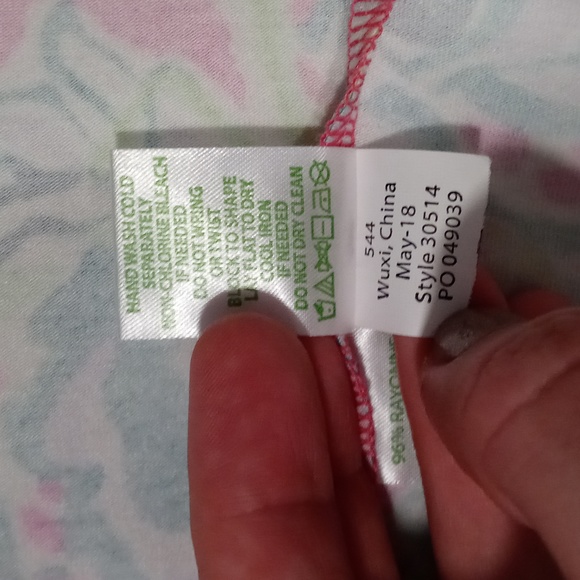 HAND WASH COLD
SEPARATELY
NON-CHLORINE BLEACH
IF NEEDED
DO NOT WRING
OR TWIST
BLOCK TO SHAPE
LAY FLAT TO DRY
COOL IRON
IF NEEDED
DO NOT DRY CLEAN
544
Wuxi, China
May-18
Style 30514
PO 049039
96% RAYONNE